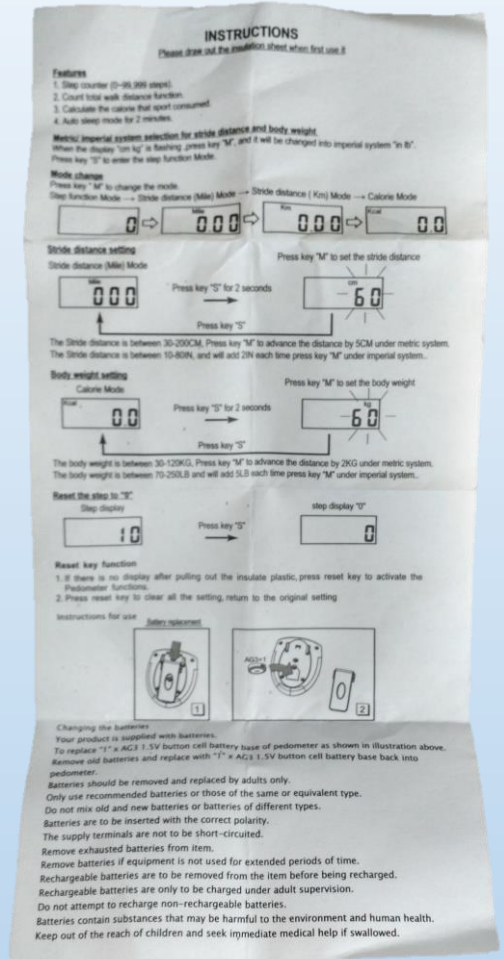 INSTRUCTIONS
Please draw out the insulation sheet when first use it
Features
1. Step counter (0~99,999 steps).
2. Count total walk distance function.
3. Calculate the calorie that sport consumed.
4. Auto sleep mode for 2 minutes.
Metric/ imperial system selection for stride distance and body weight.
When the display "cm kg" is flashing ,press key "M", and it will be changed into imperial system "in lb".
Press key "S" to enter the step function Mode.
Mode change
Press key " M" to change the mode.
Step function Mode → Stride distance (Mile) Mode → Stride distance ( Km) Mode → Calorie Mode
0 ⇨ Mile 000 ⇨ Km 0.00 ⇨ Kcal 0.0
Stride distance setting
Press key "M" to set the stride distance
Stride distance (Mile) Mode
Mile 000 Press key "S" for 2 seconds cm 60
Press key "S"
The Stride distance is between 30-200CM, Press key "M" to advance the distance by 5CM under metric system.
The Stride distance is between 10-80IN, and will add 2IN each time press key "M" under imperial system..
Body weight setting
Press key "M" to set the body weight
Calorie Mode
Kcal 0.0 Press key "S" for 2 seconds kg 60
Press key "S"
The body weight is between 30-120KG, Press key "M" to advance the distance by 2KG under metric system.
The body weight is between 70-250LB and will add 5LB each time press key "M" under imperial system..
Reset the step to "0"
Step display step display "0"
10 Press key "S" 0
Reset key function
1. If there is no display after pulling out the insulate plastic, press reset key to activate the
Pedometer functions.
2. Press reset key to clear all the setting, return to the original setting
Instructions for use
Battery replacement
AG3×1
1 2
Changing the batteries
Your product is supplied with batteries.
To replace "1" x AG3 1.5V button cell battery base of pedometer as shown in illustration above.
Remove old batteries and replace with "1" x AG3 1.5V button cell battery base back into
pedometer.
Batteries should be removed and replaced by adults only.
Only use recommended batteries or those of the same or equivalent type.
Do not mix old and new batteries or batteries of different types.
Batteries are to be inserted with the correct polarity.
The supply terminals are not to be short-circuited.
Remove exhausted batteries from item.
Remove batteries if equipment is not used for extended periods of time.
Rechargeable batteries are to be removed from the item before being recharged.
Rechargeable batteries are only to be charged under adult supervision.
Do not attempt to recharge non-rechargeable batteries.
Batteries contain substances that may be harmful to the environment and human health.
Keep out of the reach of children and seek immediate medical help if swallowed.